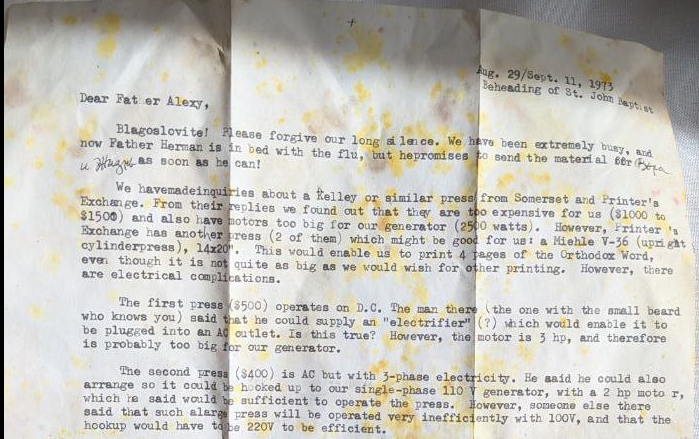 +
Aug. 29/Sept. 11, 1973
Beheading of St. John Baptist
Dear Fat er Alexy,
Blagoslovite! Please forgive our long silence. We have been extremely busy, and
now Father Herman is in bed with the flu, but hepromises to send the material for Вера
и as soon as he can!
We havemadeinquiries about a Kelley or similar press from Somerset and Printer's
Exchange. From their replies we found out that they are too expensive for us ($1000 to
$1500) and also have motors too big for our generator (2500 watts). However, Printer's
Exchange has another press (2 of them) which might be good for us: a Miehle V-36 (upright
cylinderpress), 14x20". This would enable us to print 4 pages of the Orthodox Word,
even though it is not quite as big as we would wish for other printing. However, there
are electrical complications.
The first press ($500) operates on D.C. The man there (the one with the small beard
who knows you) said that he could supply an "electrifier" (?) which would enable it to
be plugged into an AC outlet. Is this true? However, the motor is 3 hp, and therefore
is probably too big for our generator.
The second press ($400) is AC but with 3-phase electricity. He said he could also
arrange so it could be hooked up to our single-phase 110 V generator, with a 2 hp moto r,
which he said would be sufficient to operate the press. However, someone else there
said that such alarge press will be operated very inefficiently with 100V, and that the
hookup would have to be 220V to be efficient.